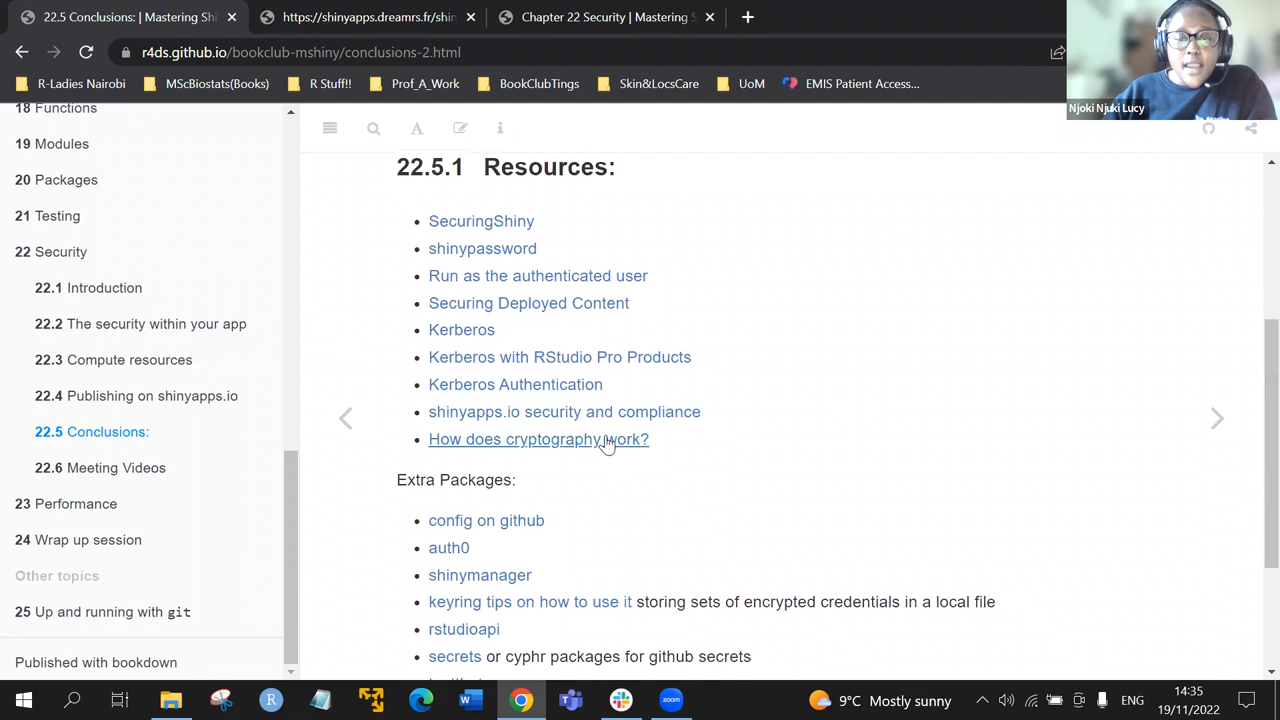 22.5 Conclusions: | Mastering Shi
https://shinyapps.dreamrs.fr/shin
Chapter 22 Security | Mastering S
r4ds.github.io/bookclub-mshiny/conclusions-2.html
R-Ladies Nairobi
MScBiostats(Books)
R Stuff!!
Prof_A_Work
BookClubTings
Skin&LocsCare
UoM
EMIS Patient Access...
Njoki Njuki Lucy
18 Functions
19 Modules
20 Packages
21 Testing
22 Security
22.1 Introduction
22.2 The security within your app
22.3 Compute resources
22.4 Publishing on shinyapps.io
22.5 Conclusions:
22.6 Meeting Videos
23 Performance
24 Wrap up session
Other topics
25 Up and running with git
Published with bookdown
22.5.1 Resources:
SecuringShiny
shinypassword
Run as the authenticated user
Securing Deployed Content
Kerberos
Kerberos with RStudio Pro Products
Kerberos Authentication
shinyapps.io security and compliance
How does cryptography work?
Extra Packages:
config on github
auth0
shinymanager
keyring tips on how to use it storing sets of encrypted credentials in a local file
rstudioapi
secrets or cyphr packages for github secrets
9°C Mostly sunny
ENG
14:35
19/11/2022